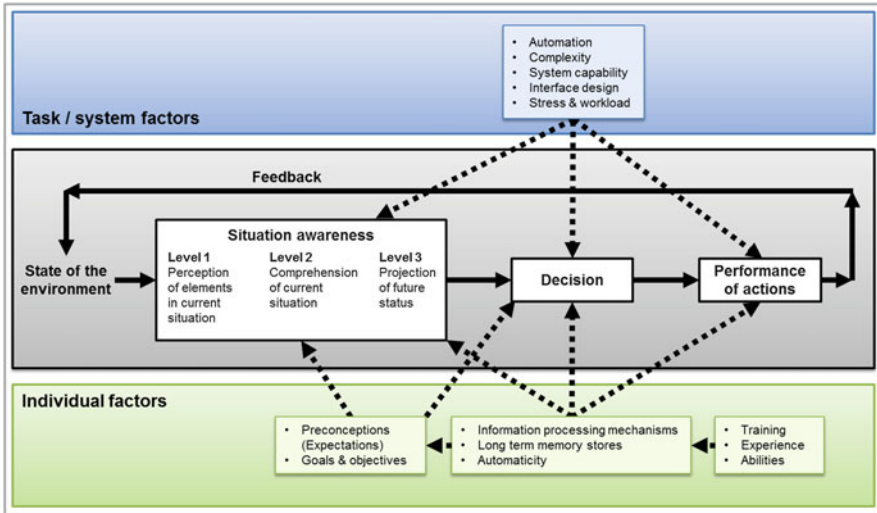 • Automation
• Complexity
• System capability
• Interface design
• Stress & workload
Task / system factors
Feedback
Situation awareness
Level 1
Perception
of elements
in current
situation
Level 2
Comprehension
of current
situation
Level 3
Projection
of future
status
State of the
environment
Decision
Performance
of actions
Individual factors
• Preconceptions
(Expectations)
• Goals & objectives
• Information processing mechanisms
• Long term memory stores
• Automaticity
• Training
• Experience
• Abilities